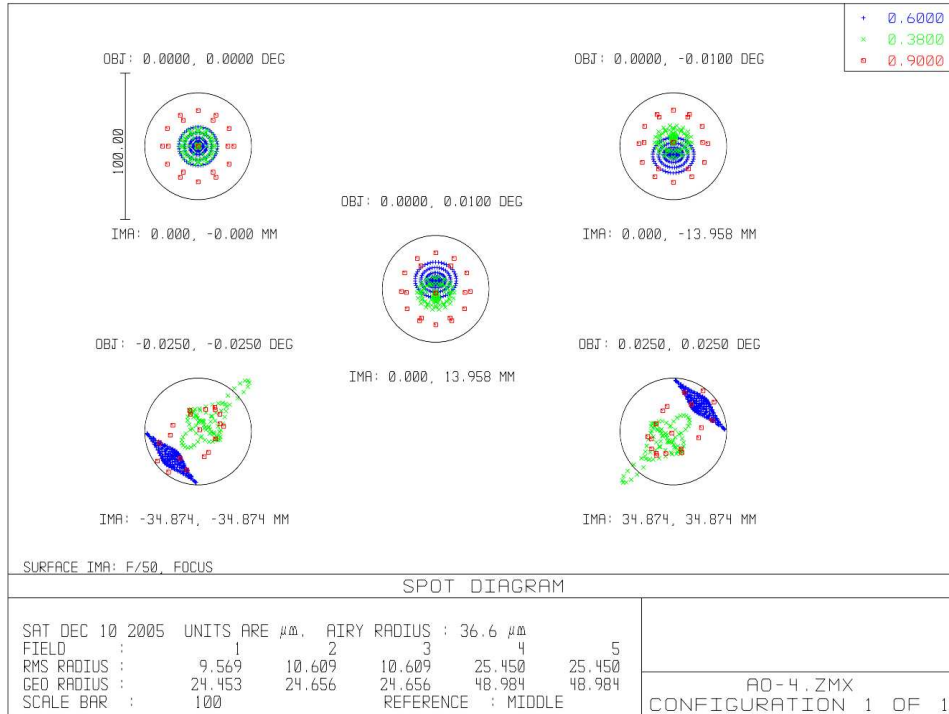 + 0.6000
× 0.3800
0.9000
OBJ: 0.0000, 0.0000 DEG
OBJ: 0.0000, -0.0100 DEG
100.00
IMA: 0.000, -0.000 MM
IMA: 0.000, -13.958 MM
OBJ: 0.0000, 0.0100 DEG
IMA: 0.000, 13.958 MM
OBJ: -0.0250, -0.0250 DEG
OBJ: 0.0250, 0.0250 DEG
IMA: -34.874, -34.874 MM
IMA: 34.874, 34.874 MM
SURFACE IMA: F/50, FOCUS
SPOT DIAGRAM
SAT DEC 10 2005 UNITS ARE µm. AIRY RADIUS : 36.6 µm
FIELD : 1 2 3 4 5
RMS RADIUS : 9.569 10.609 10.609 25.450 25.450
GEO RADIUS : 24.453 24.656 24.656 48.984 48.984
SCALE BAR : 100 REFERENCE : MIDDLE
AO-4.ZMX
CONFIGURATION 1 OF 1